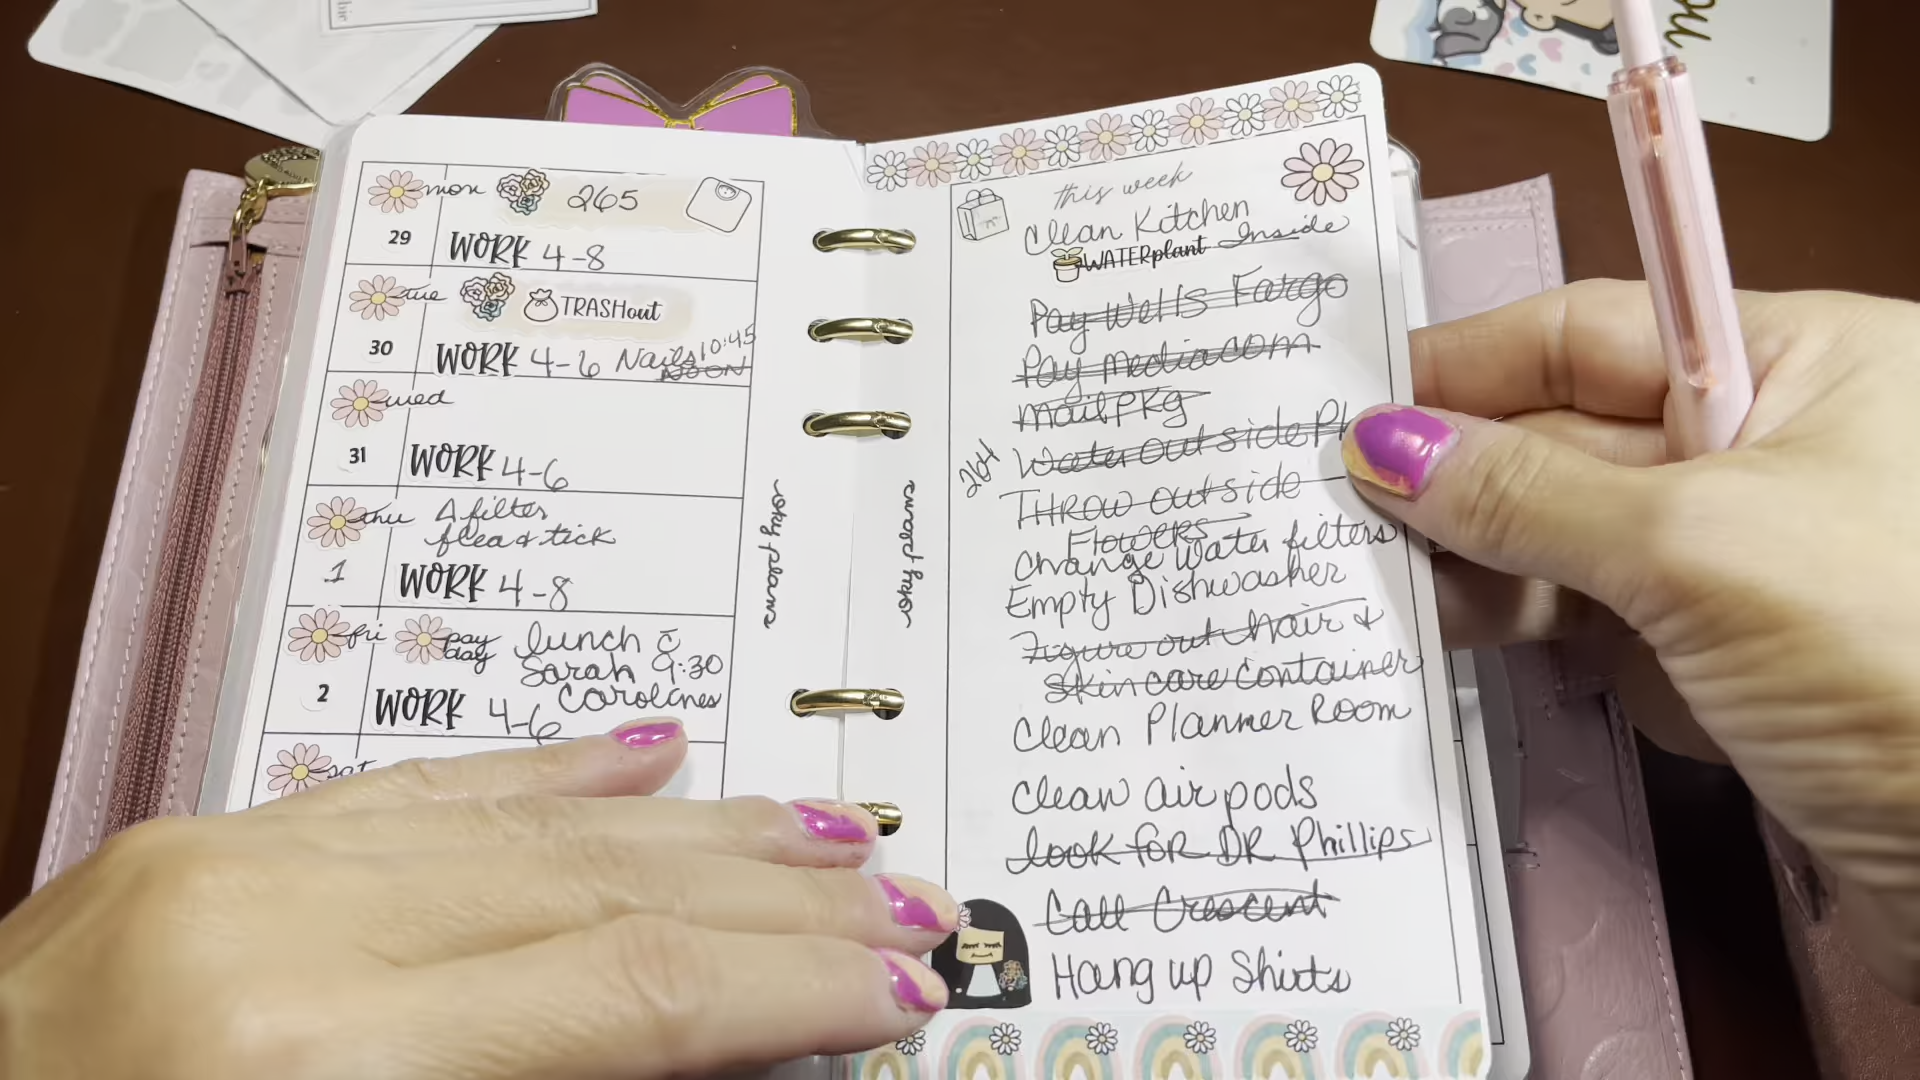 mon
265
29
WORK 4-8
tue
TRASHout
30
WORK 4-6 Nails 10:45
NOON
wed
31
WORK 4-6
thu
Δ filter
flea & tick
1
WORK 4-8
fri
pay day
lunch c̄
Sarah 9:30
Carolines
2
WORK 4-6
sat
this week
Clean Kitchen
WATERplant Inside
Pay Wells Fargo
Pay mediacom
mail PKg
Water outside Pl
264
THROW outside
Flowers
Change water filters
Empty Dishwasher
Figure out hair &
Skincare container
Clean Planner Room
Clean air pods
look for DR Phillips
Call Crescent
Hang up Shirts